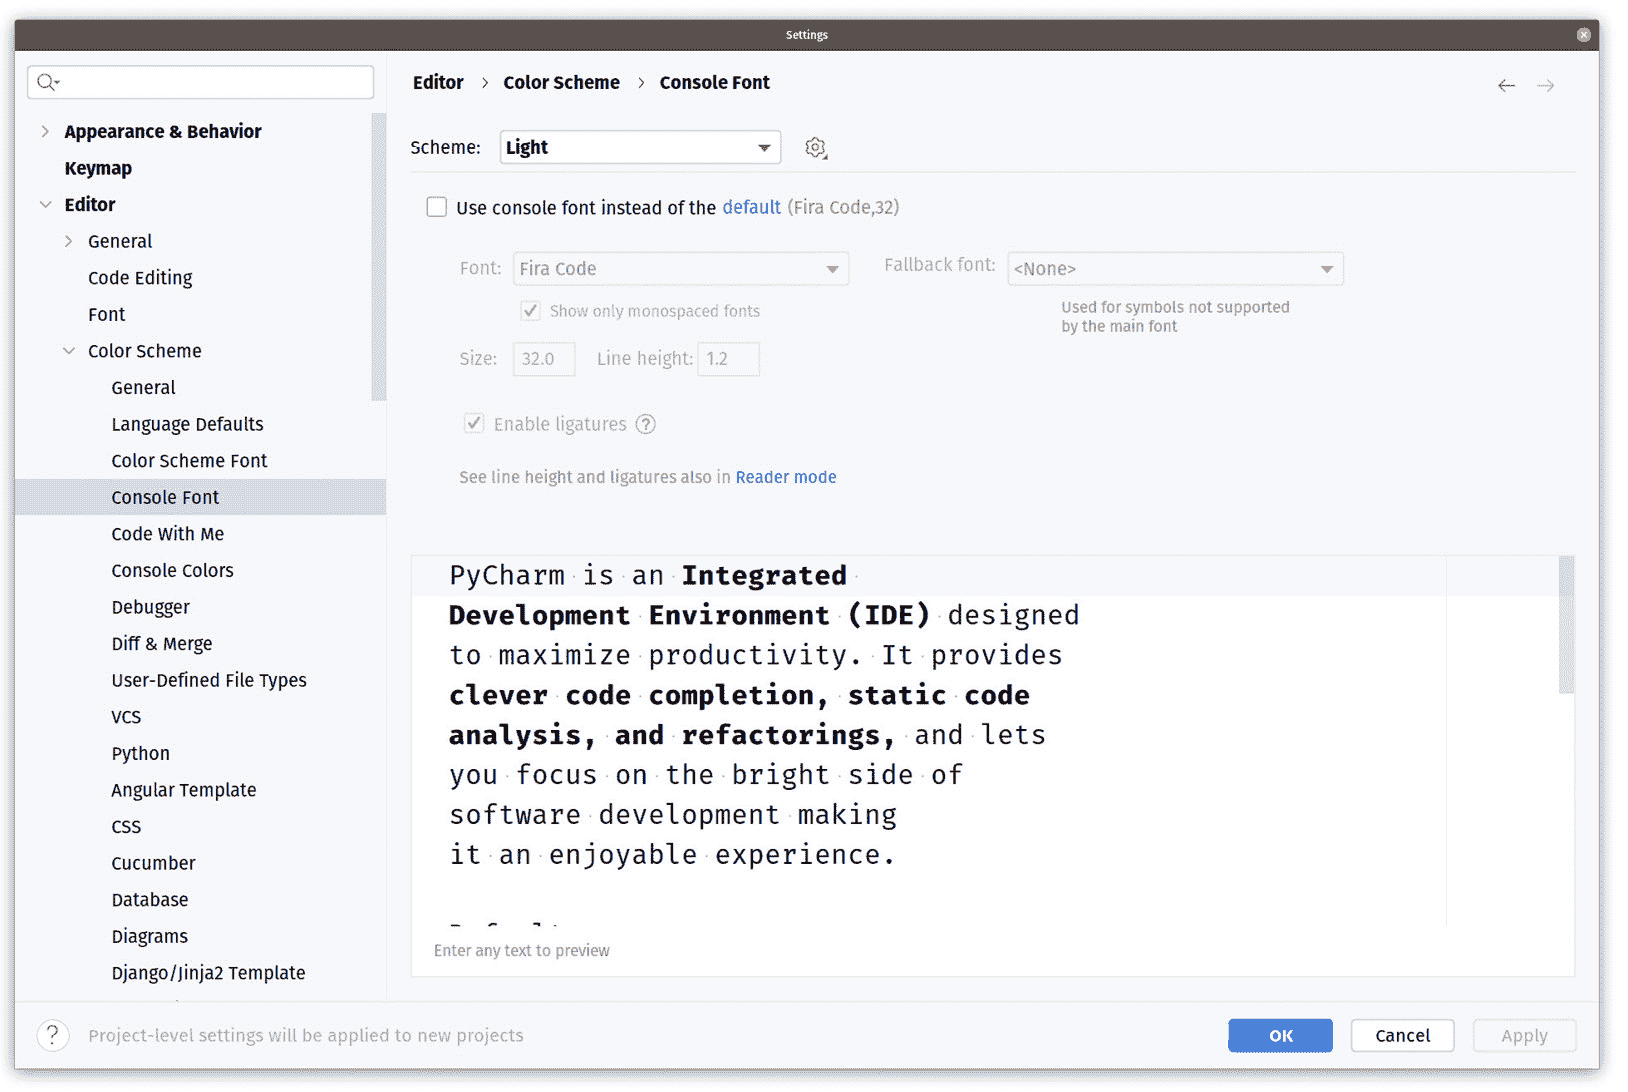 Settings
Editor › Color Scheme › Console Font
Appearance & Behavior
Keymap
Editor
General
Code Editing
Font
Color Scheme
General
Language Defaults
Color Scheme Font
Console Font
Code With Me
Console Colors
Debugger
Diff & Merge
User-Defined File Types
VCS
Python
Angular Template
CSS
Cucumber
Database
Diagrams
Django/Jinja2 Template
Scheme: Light
Use console font instead of the default (Fira Code,32)
Font: Fira Code
Fallback font: <None>
Show only monospaced fonts
Used for symbols not supported
by the main font
Size: 32.0 Line height: 1.2
Enable ligatures ?
See line height and ligatures also in Reader mode
PyCharm is an Integrated
Development Environment (IDE) designed
to maximize productivity. It provides
clever code completion, static code
analysis, and refactorings, and lets
you focus on the bright side of
software development making
it an enjoyable experience.
Enter any text to preview
? Project-level settings will be applied to new projects
OK Cancel Apply